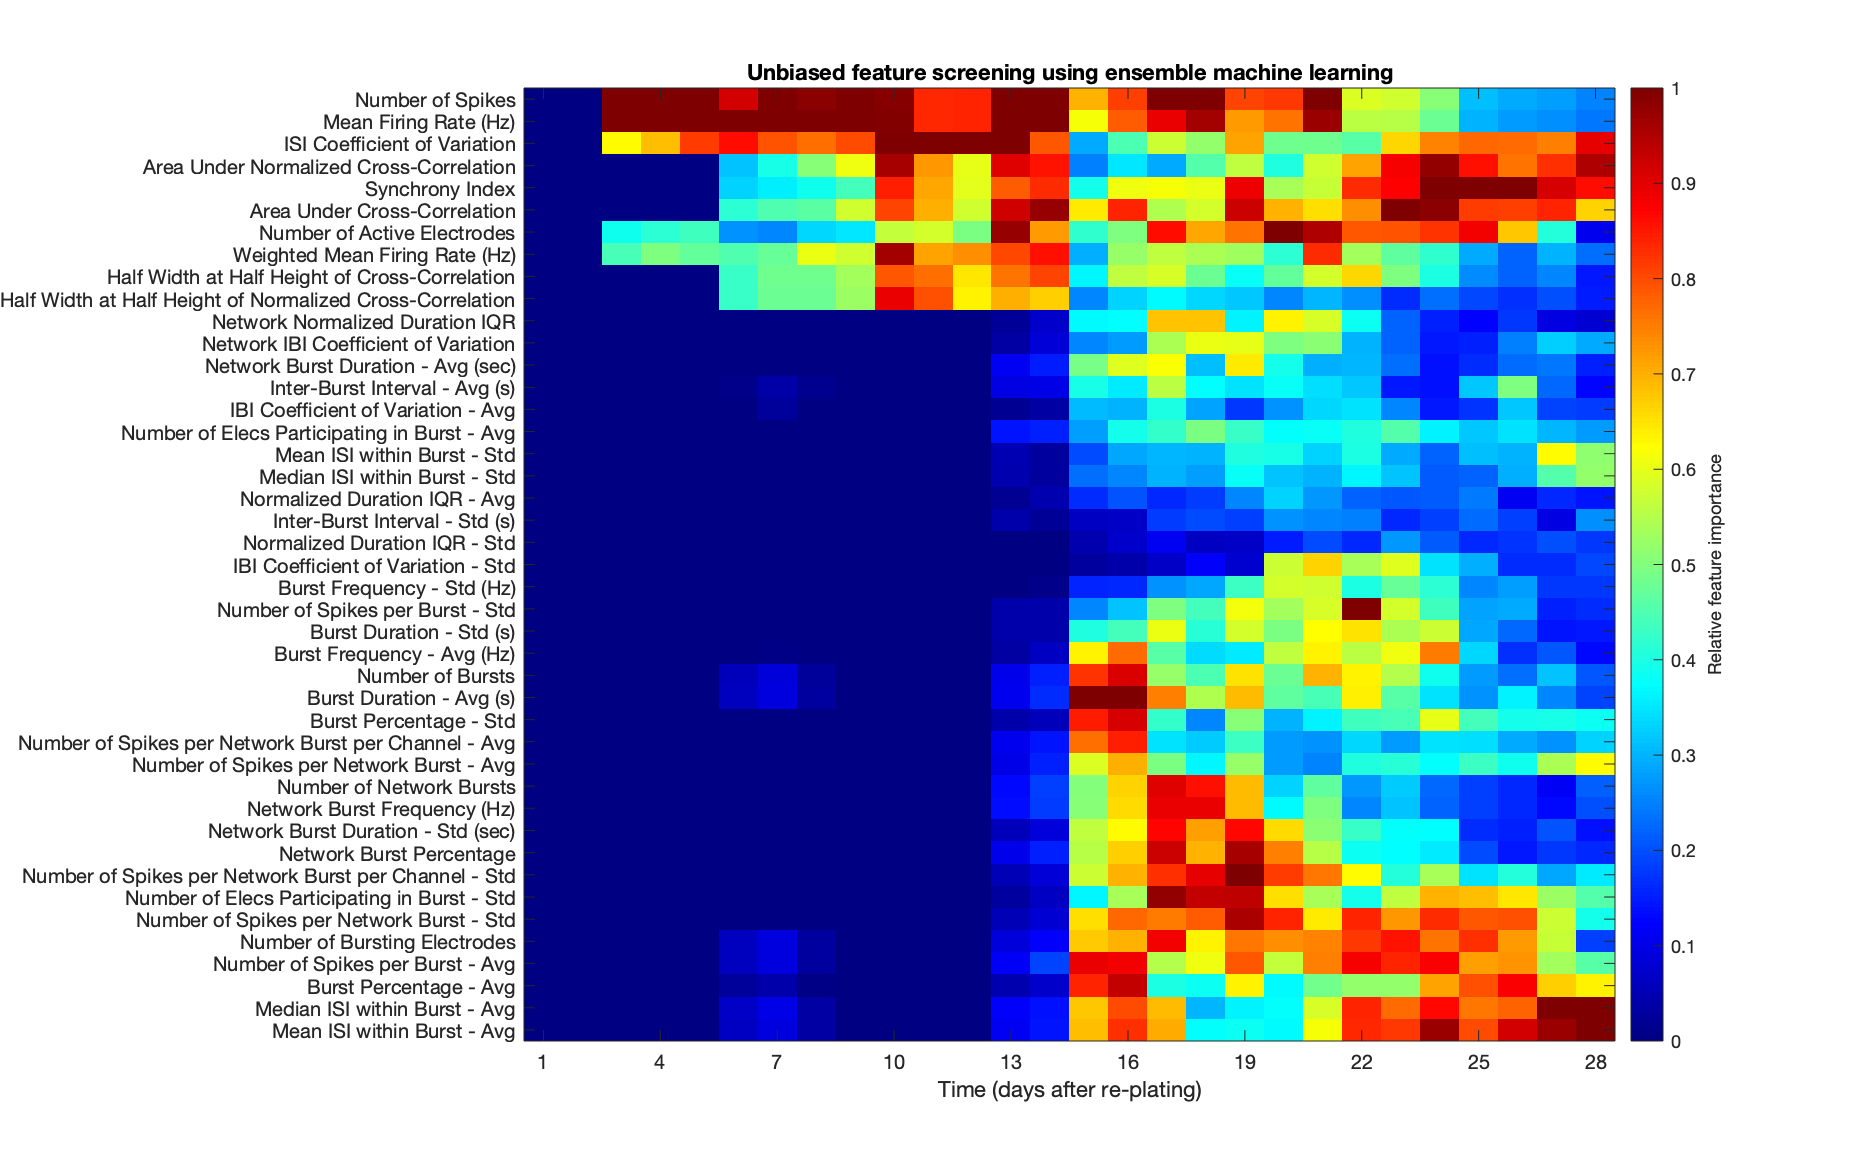 Unbiased feature screening using ensemble machine learning
Number of Spikes
Mean Firing Rate (Hz)
ISI Coefficient of Variation
Area Under Normalized Cross-Correlation
Synchrony Index
Area Under Cross-Correlation
Number of Active Electrodes
Weighted Mean Firing Rate (Hz)
Half Width at Half Height of Cross-Correlation
Half Width at Half Height of Normalized Cross-Correlation
Network Normalized Duration IQR
Network IBI Coefficient of Variation
Network Burst Duration - Avg (sec)
Inter-Burst Interval - Avg (s)
IBI Coefficient of Variation - Avg
Number of Elecs Participating in Burst - Avg
Mean ISI within Burst - Std
Median ISI within Burst - Std
Normalized Duration IQR - Avg
Inter-Burst Interval - Std (s)
Normalized Duration IQR - Std
IBI Coefficient of Variation - Std
Burst Frequency - Std (Hz)
Number of Spikes per Burst - Std
Burst Duration - Std (s)
Burst Frequency - Avg (Hz)
Number of Bursts
Burst Duration - Avg (s)
Burst Percentage - Std
Number of Spikes per Network Burst per Channel - Avg
Number of Spikes per Network Burst - Avg
Number of Network Bursts
Network Burst Frequency (Hz)
Network Burst Duration - Std (sec)
Network Burst Percentage
Number of Spikes per Network Burst per Channel - Std
Number of Elecs Participating in Burst - Std
Number of Spikes per Network Burst - Std
Number of Bursting Electrodes
Number of Spikes per Burst - Avg
Burst Percentage - Avg
Median ISI within Burst - Avg
Mean ISI within Burst - Avg
1 4 7 10 13 16 19 22 25 28
Time (days after re-plating)
1
0.9
0.8
0.7
0.6
0.5
0.4
0.3
0.2
0.1
0
Relative feature importance